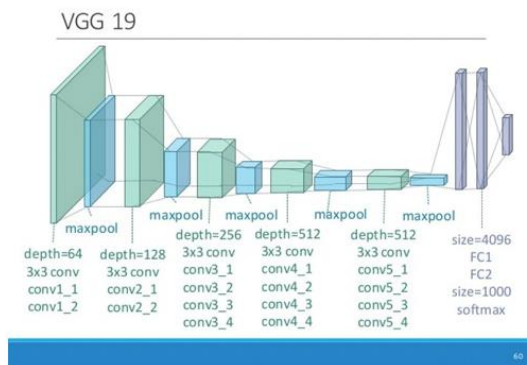 VGG 19
maxpool
maxpool
maxpool
maxpool
maxpool
depth=64
3x3 conv
conv1_1
conv1_2
depth=128
3x3 conv
conv2_1
conv2_2
depth=256
3x3 conv
conv3_1
conv3_2
conv3_3
conv3_4
depth=512
3x3 conv
conv4_1
conv4_2
conv4_3
conv4_4
depth=512
3x3 conv
conv5_1
conv5_2
conv5_3
conv5_4
size=4096
FC1
FC2
size=1000
softmax
60